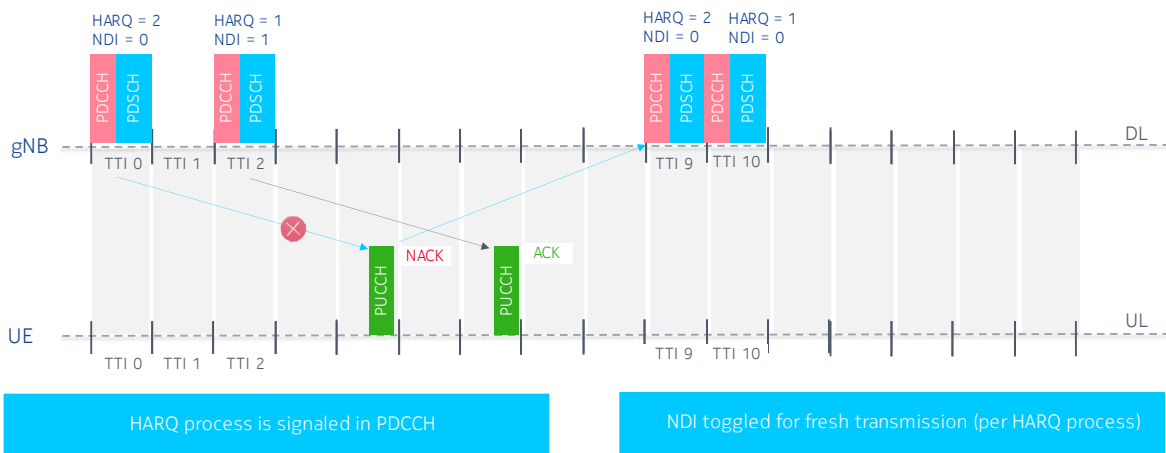 HARQ = 2
NDI = 0
HARQ = 1
NDI = 1
HARQ = 2
NDI = 0
HARQ = 1
NDI = 0
PDCCH
PDSCH
PDCCH
PDSCH
PDCCH
PDSCH
PDCCH
PDSCH
gNB
DL
TTI 0
TTI 1
TTI 2
TTI 9
TTI 10
NACK
ACK
PUCCH
PUCCH
UE
UL
TTI 0
TTI 1
TTI 2
TTI 9
TTI 10
HARQ process is signaled in PDCCH
NDI toggled for fresh transmission (per HARQ process)